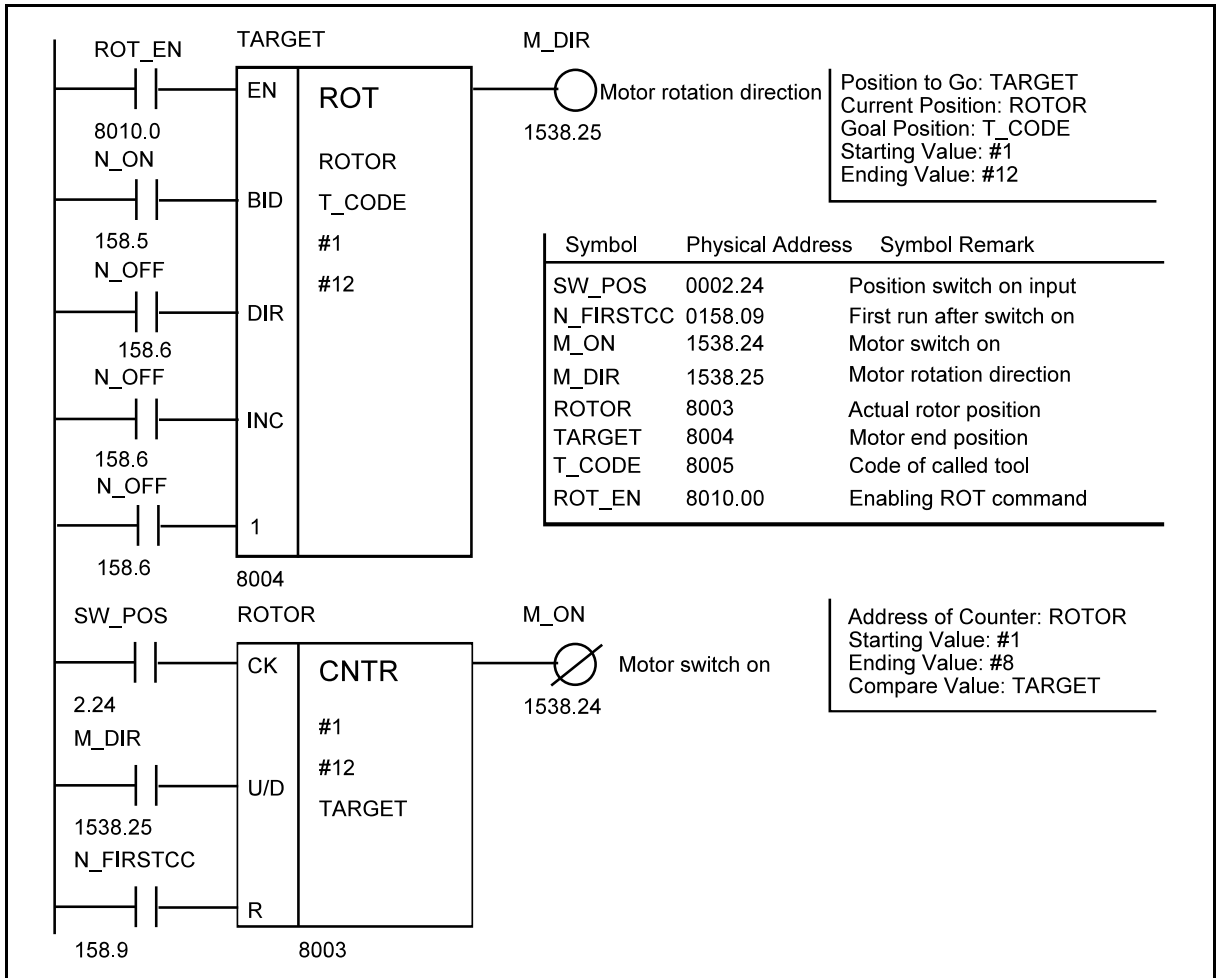 TARGET
M_DIR
ROT_EN
EN
ROT
Motor rotation direction
8010.0
1538.25
Position to Go: TARGET
Current Position: ROTOR
Goal Position: T_CODE
Starting Value: #1
Ending Value: #12
N_ON
ROTOR
BID
T_CODE
158.5
#1
N_OFF
#12
DIR
158.6
N_OFF
INC
158.6
N_OFF
1
158.6
8004
Symbol Physical Address Symbol Remark
SW_POS 0002.24 Position switch on input
N_FIRSTCC 0158.09 First run after switch on
M_ON 1538.24 Motor switch on
M_DIR 1538.25 Motor rotation direction
ROTOR 8003 Actual rotor position
TARGET 8004 Motor end position
T_CODE 8005 Code of called tool
ROT_EN 8010.00 Enabling ROT command
SW_POS
ROTOR
M_ON
CK
CNTR
Motor switch on
2.24
1538.24
Address of Counter: ROTOR
Starting Value: #1
Ending Value: #8
Compare Value: TARGET
M_DIR
#1
#12
U/D
TARGET
1538.25
N_FIRSTCC
R
158.9
8003